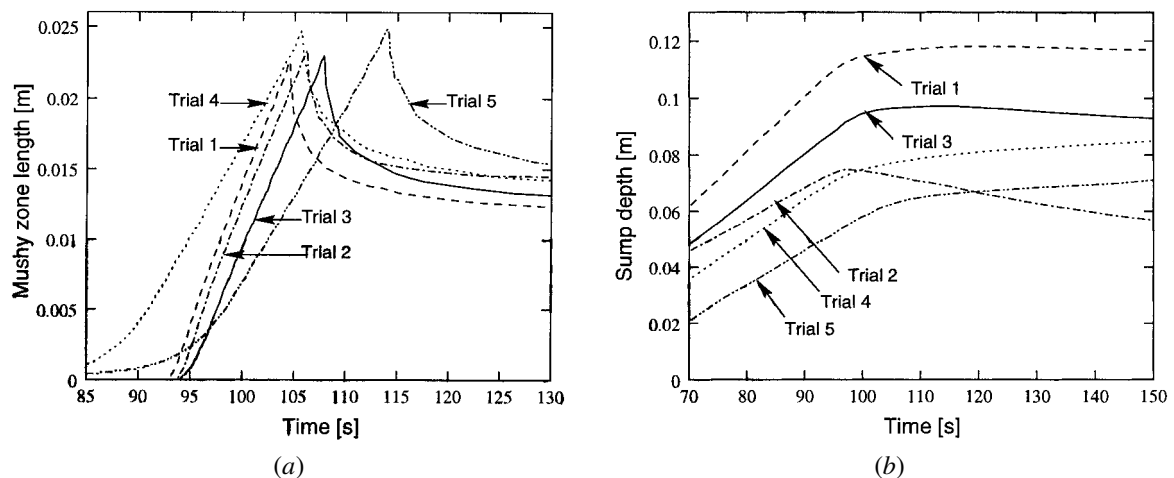 0.025
0.02
0.015
0.01
0.005
0
Mushy zone length [m]
Trial 4
Trial 1
Trial 5
Trial 3
Trial 2
85 90 95 100 105 110 115 120 125 130
Time [s]
(a)
0.12
0.1
0.08
0.06
0.04
0.02
0
Sump depth [m]
Trial 1
Trial 3
Trial 2
Trial 4
Trial 5
70 80 90 100 110 120 130 140 150
Time [s]
(b)